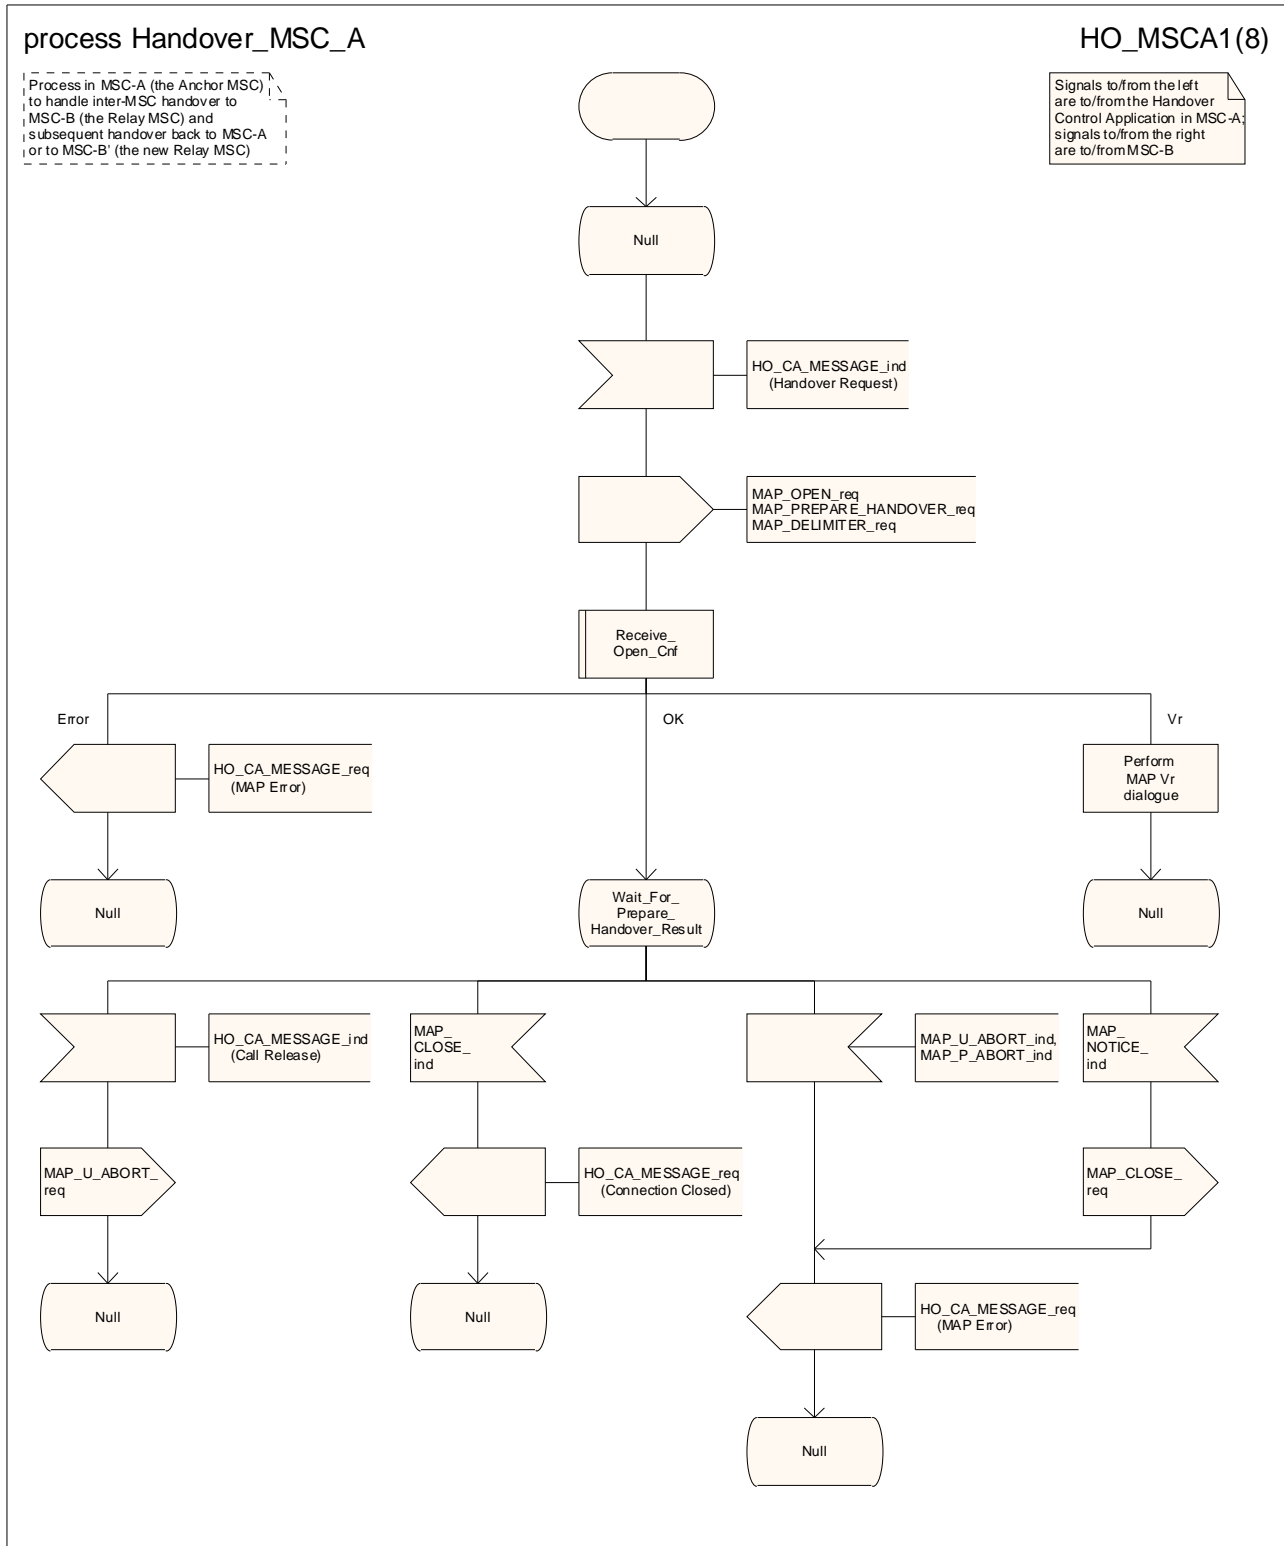 process Handover_MSC_A
HO_MSCA1(8)
Process in MSC-A (the Anchor MSC)
to handle inter-MSC handover to
MSC-B (the Relay MSC) and
subsequent handover back to MSC-A
or to MSC-B' (the new Relay MSC)
Signals to/from the left
are to/from the Handover
Control Application in MSC-A;
signals to/from the right
are to/from MSC-B
Null
HO_CA_MESSAGE_ind
(Handover Request)
MAP_OPEN_req
MAP_PREPARE_HANDOVER_req
MAP_DELIMITER_req
Receive_
Open_Cnf
Error
OK
Vr
HO_CA_MESSAGE_req
(MAP Error)
Perform
MAP Vr
dialogue
Null
Wait_For_
Prepare_
Handover_Result
Null
HO_CA_MESSAGE_ind
(Call Release)
MAP_
CLOSE_
ind
MAP_U_ABORT_ind,
MAP_P_ABORT_ind
MAP_
NOTICE_
ind
MAP_U_ABORT_
req
HO_CA_MESSAGE_req
(Connection Closed)
MAP_CLOSE_
req
Null
Null
HO_CA_MESSAGE_req
(MAP Error)
Null